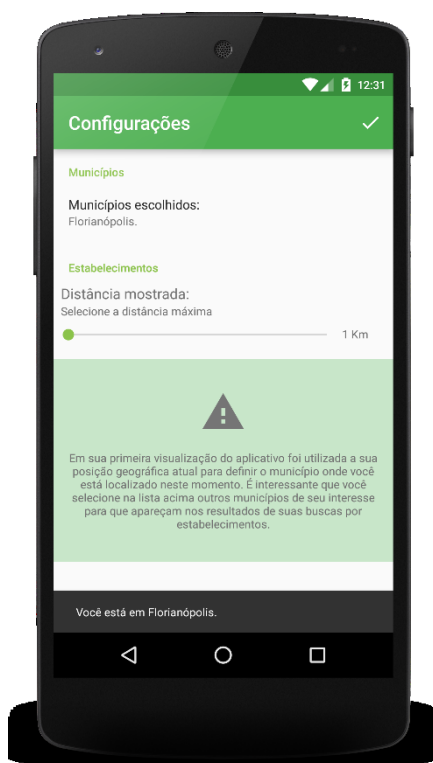 12:31
Configurações
Municípios
Municípios escolhidos:
Florianópolis.
Estabelecimentos
Distância mostrada:
Selecione a distância máxima
1 Km
Em sua primeira visualização do aplicativo foi utilizada a sua
posição geográfica atual para definir o município onde você
está localizado neste momento. É interessante que você
selecione na lista acima outros municípios de seu interesse
para que apareçam nos resultados de suas buscas por
estabelecimentos.
Você está em Florianópolis.